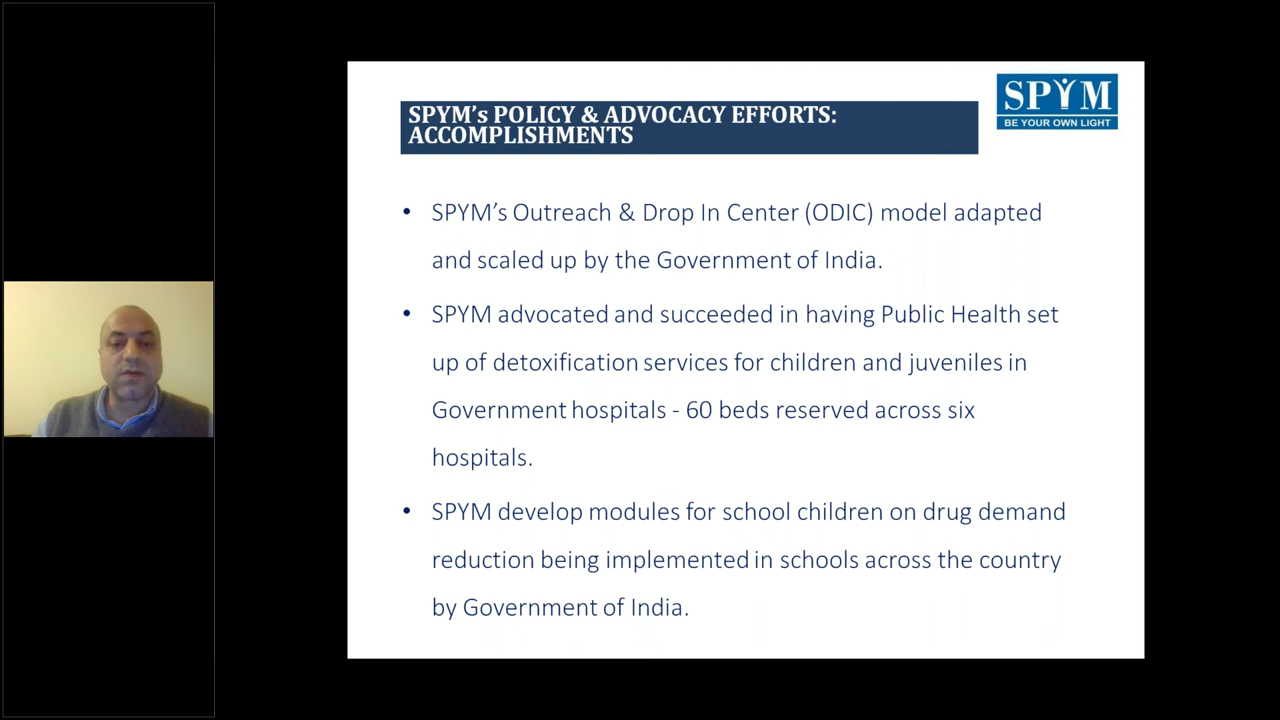 SPYM's POLICY & ADVOCACY EFFORTS:
ACCOMPLISHMENTS
SPYM
BE YOUR OWN LIGHT
• SPYM's Outreach & Drop In Center (ODIC) model adapted
and scaled up by the Government of India.
• SPYM advocated and succeeded in having Public Health set
up of detoxification services for children and juveniles in
Government hospitals - 60 beds reserved across six
hospitals.
• SPYM develop modules for school children on drug demand
reduction being implemented in schools across the country
by Government of India.